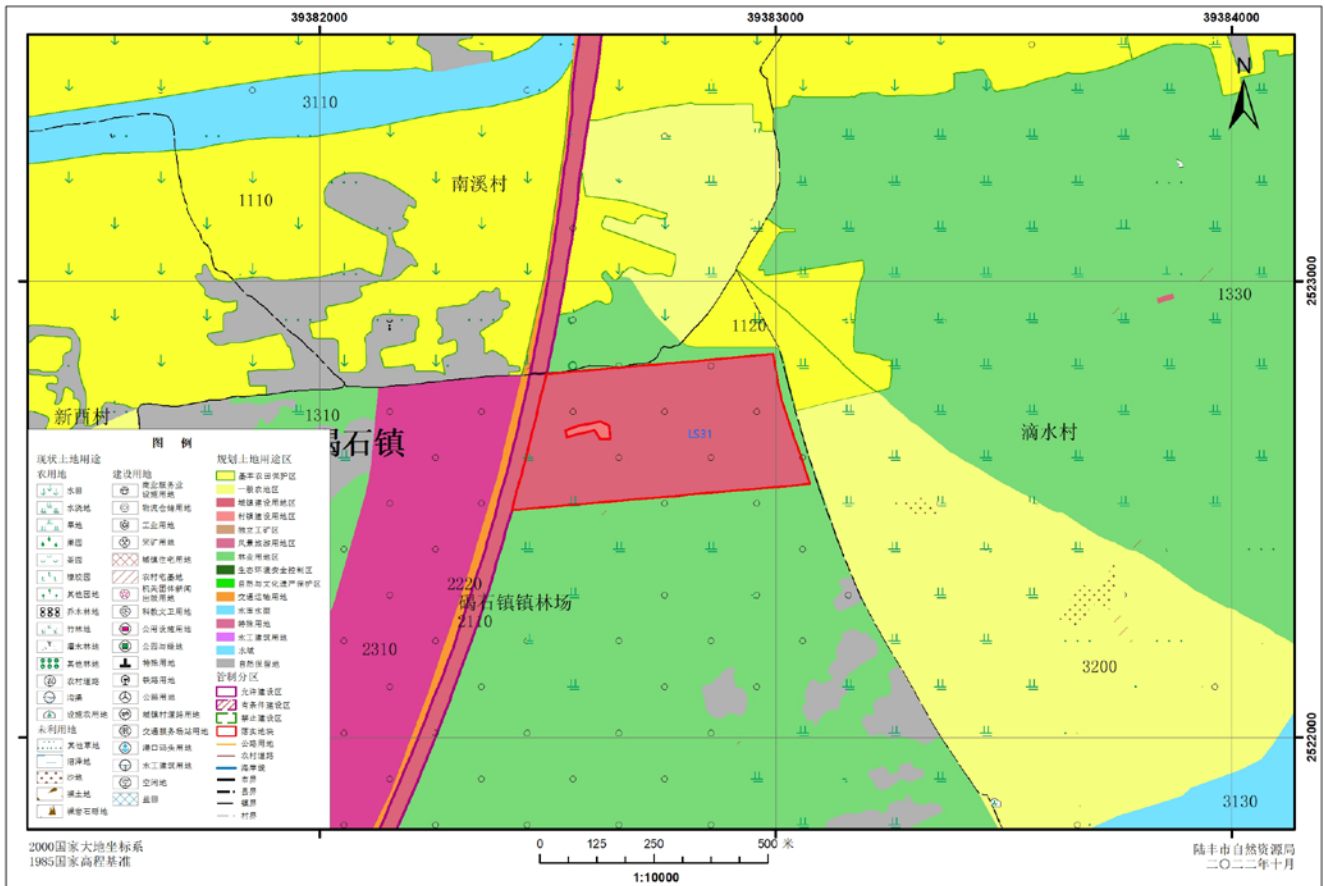 39382000
39383000
39384000
N
3110
南溪村
1110
2523000
1330
1120
新西村
1310
碣石镇
LS31
滴水村
2220
碣石镇镇林场
2110
2310
3200
2522000
3130
图 例
现状土地用途
农用地
水田
水浇地
旱地
果园
茶园
橡胶园
其他园地
乔木林地
竹林地
灌木林地
其他林地
农村道路
沟渠
设施农用地
未利用地
其他草地
沼泽地
沙地
裸土地
裸岩石砾地
建设用地
商业服务业
设施用地
物流仓储用地
工业用地
采矿用地
城镇住宅用地
农村宅基地
机关团体新闻
出版用地
科教文卫用地
公用设施用地
公园与绿地
特殊用地
铁路用地
公路用地
城镇村道路用地
交通服务场站用地
港口码头用地
水工建筑用地
空闲地
盐田
规划土地用途区
基本农田保护区
一般农地区
城镇建设用地区
村镇建设用地区
独立工矿区
风景旅游用地区
林业用地区
生态环境安全控制区
自然与文化遗产保护区
交通运输用地
水库水面
特殊用地
水工建筑用地
水域
自然保留地
管制分区
允许建设区
有条件建设区
禁止建设区
落实地块
公路用地
农村道路
海岸线
市界
县界
镇界
村界
2000国家大地坐标系
1985国家高程基准
0 125 250 500 米
1:10000
陆丰市自然资源局
二〇二二年十月